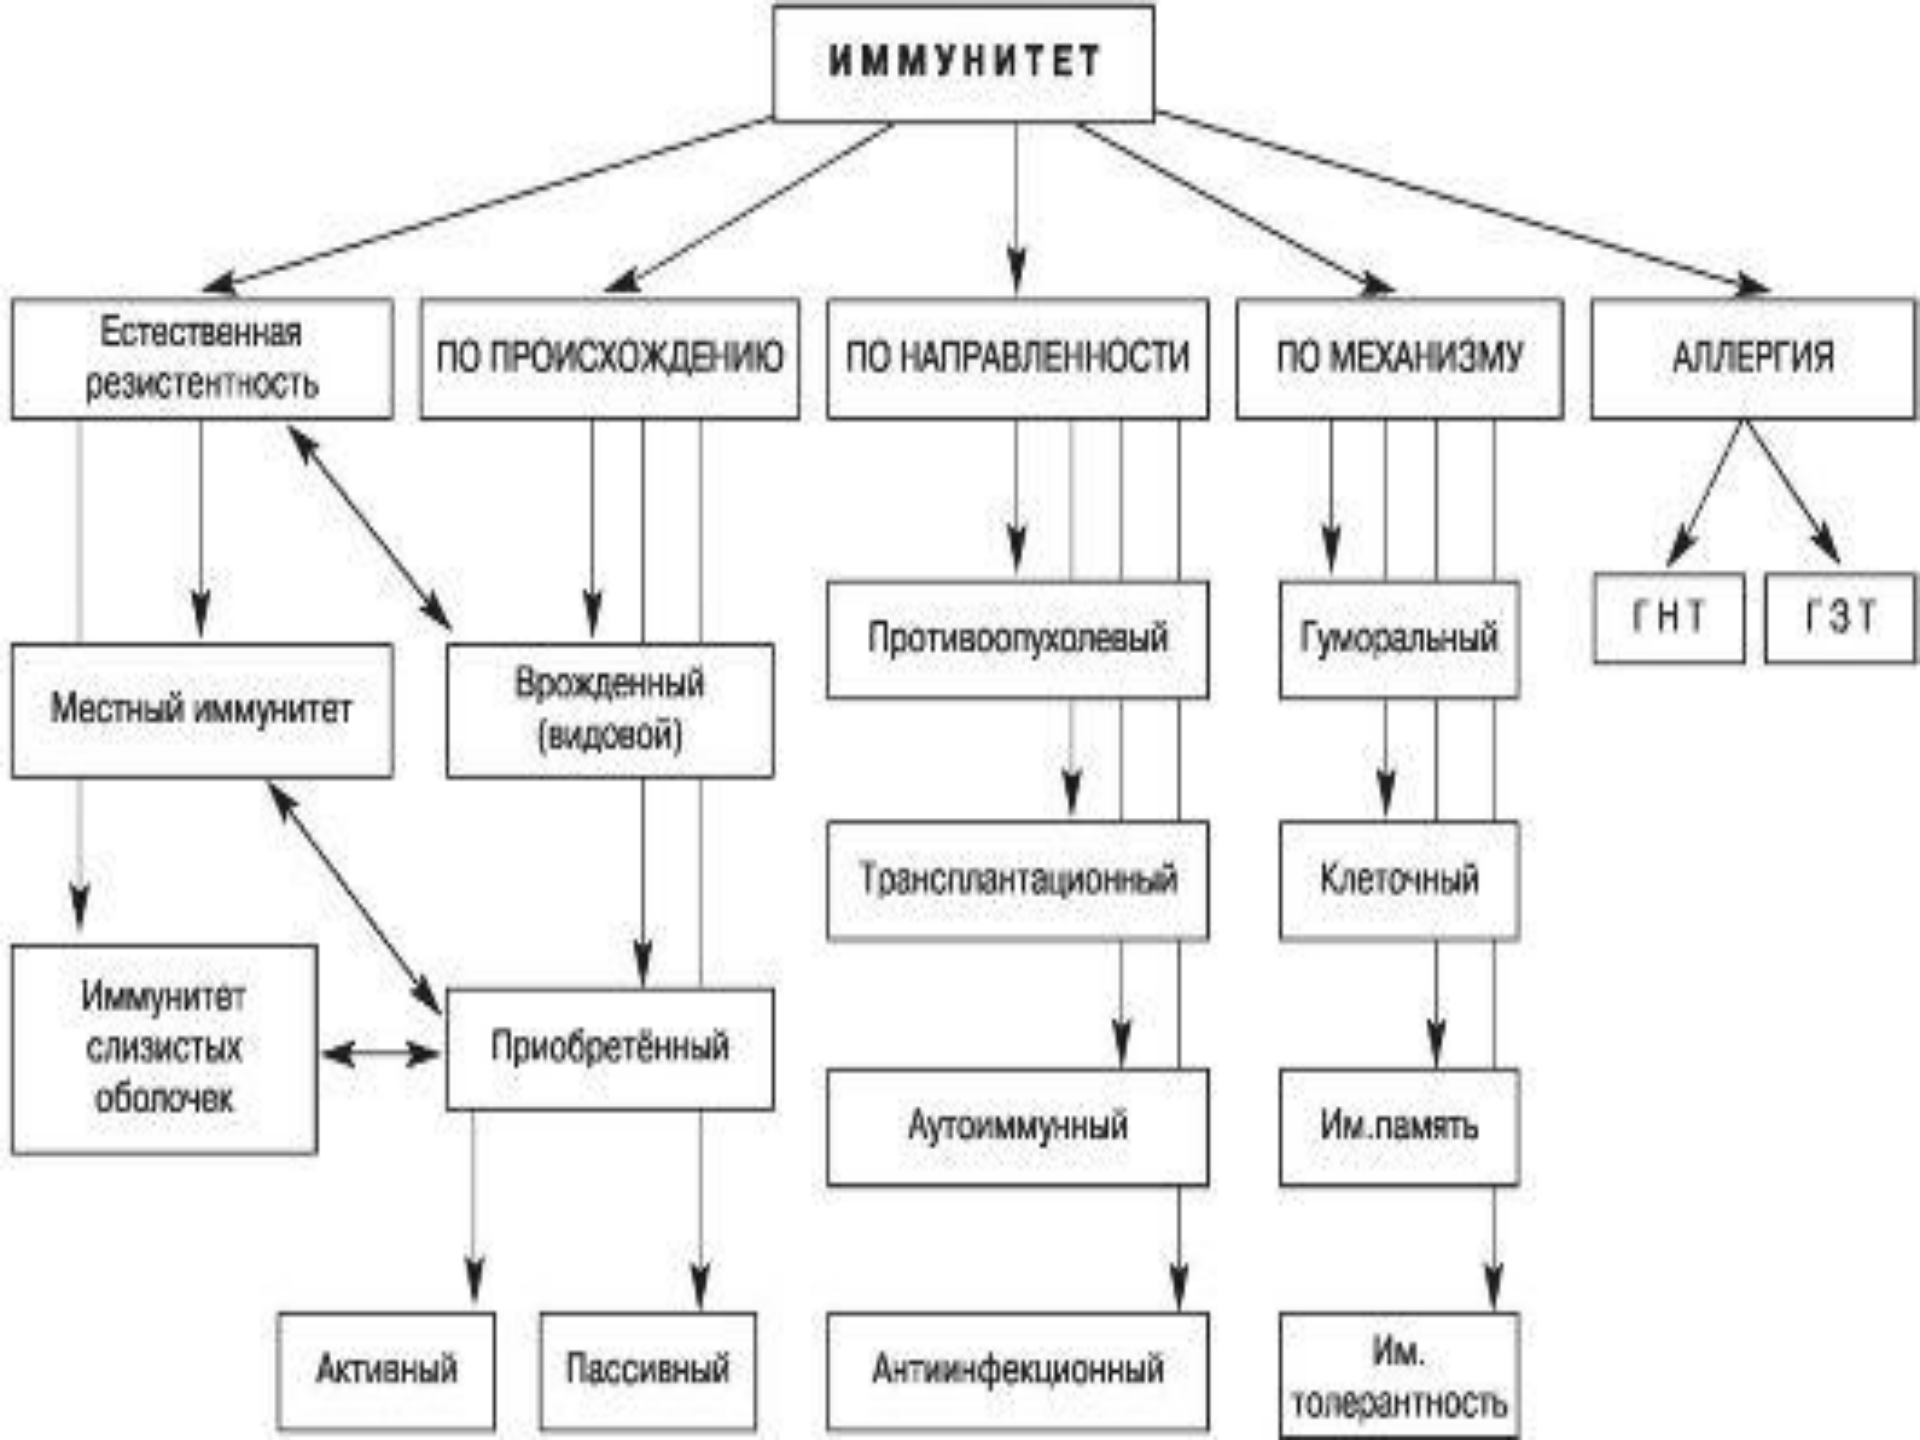 ИММУНИТЕТ
Естественная
резистентность
ПО ПРОИСХОЖДЕНИЮ
ПО НАПРАВЛЕННОСТИ
ПО МЕХАНИЗМУ
АЛЛЕРГИЯ
Местный иммунитет
Врожденный
(видовой)
Противоопухолевый
Гуморальный
ГНТ
ГЗТ
Трансплантационный
Клеточный
Иммунитет
слизистых
оболочек
Приобретённый
Аутоиммунный
Им.память
Активный
Пассивный
Антиинфекционный
Им.
толерантность